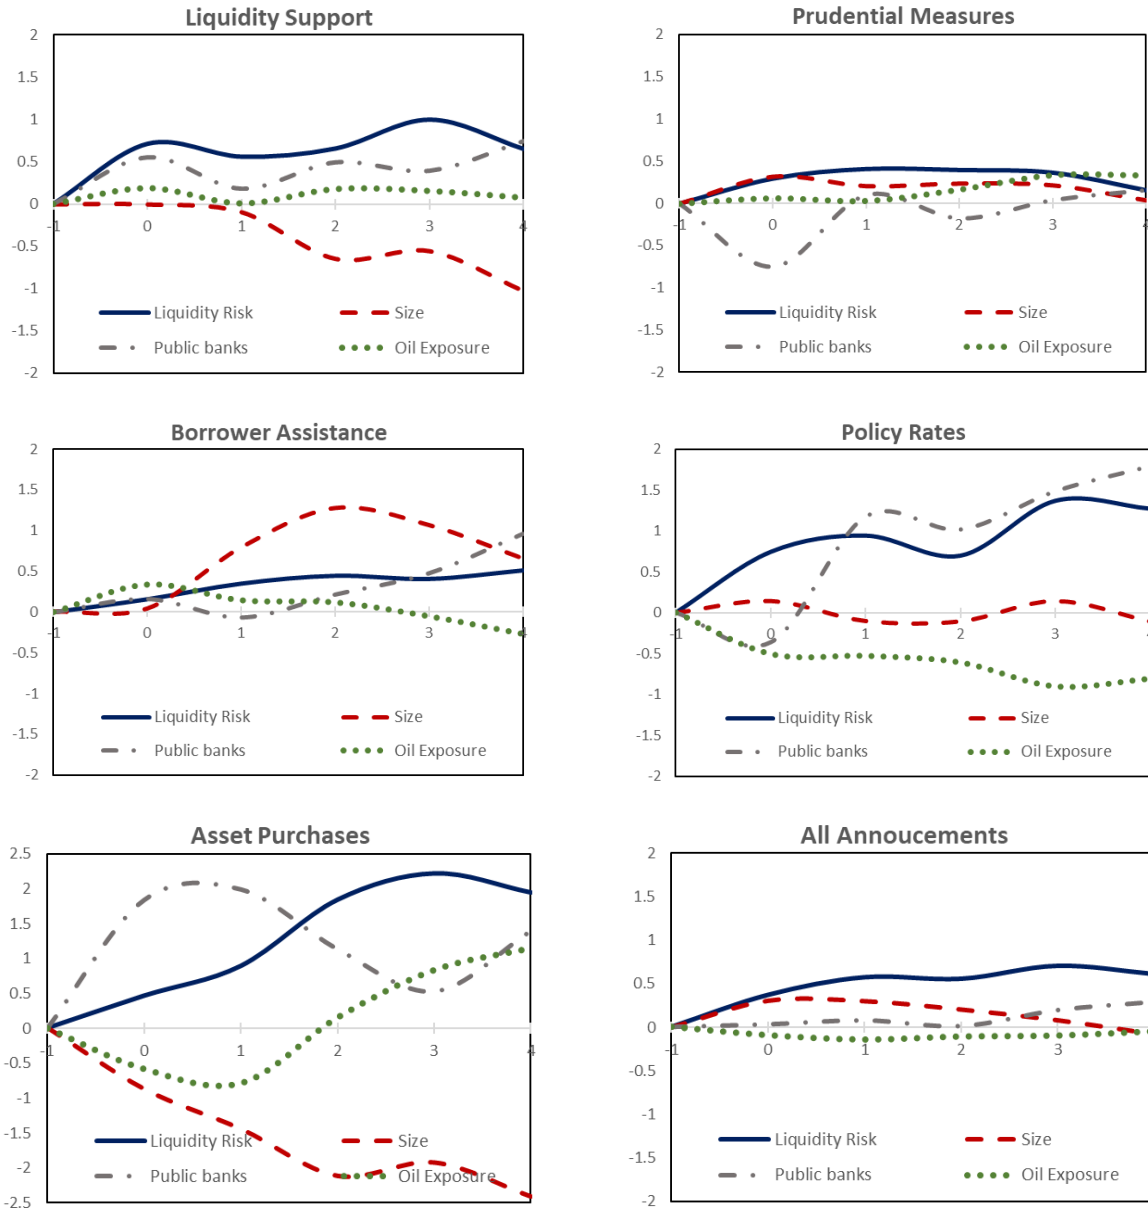 Liquidity Support
2
1.5
1
0.5
0
-0.5
-1
-1.5
-2
-1 0 1 2 3 4
Liquidity Risk Size
Public banks Oil Exposure
Prudential Measures
2
1.5
1
0.5
0
-0.5
-1
-1.5
-2
-1 0 1 2 3 4
Liquidity Risk Size
Public banks Oil Exposure
Borrower Assistance
2
1.5
1
0.5
0
-0.5
-1
-1.5
-2
-1 0 1 2 3 4
Liquidity Risk Size
Public banks Oil Exposure
Policy Rates
2
1.5
1
0.5
0
-0.5
-1
-1.5
-2
-1 0 1 2 3
Liquidity Risk Size
Public banks Oil Exposure
Asset Purchases
2.5
2
1.5
1
0.5
0
-0.5
-1
-1.5
-2
-2.5
-1 0 1 2 3 4
Liquidity Risk Size
Public banks Oil Exposure
All Annoucements
2
1.5
1
0.5
0
-0.5
-1
-1.5
-2
-1 0 1 2 3
Liquidity Risk Size
Public banks Oil Exposure